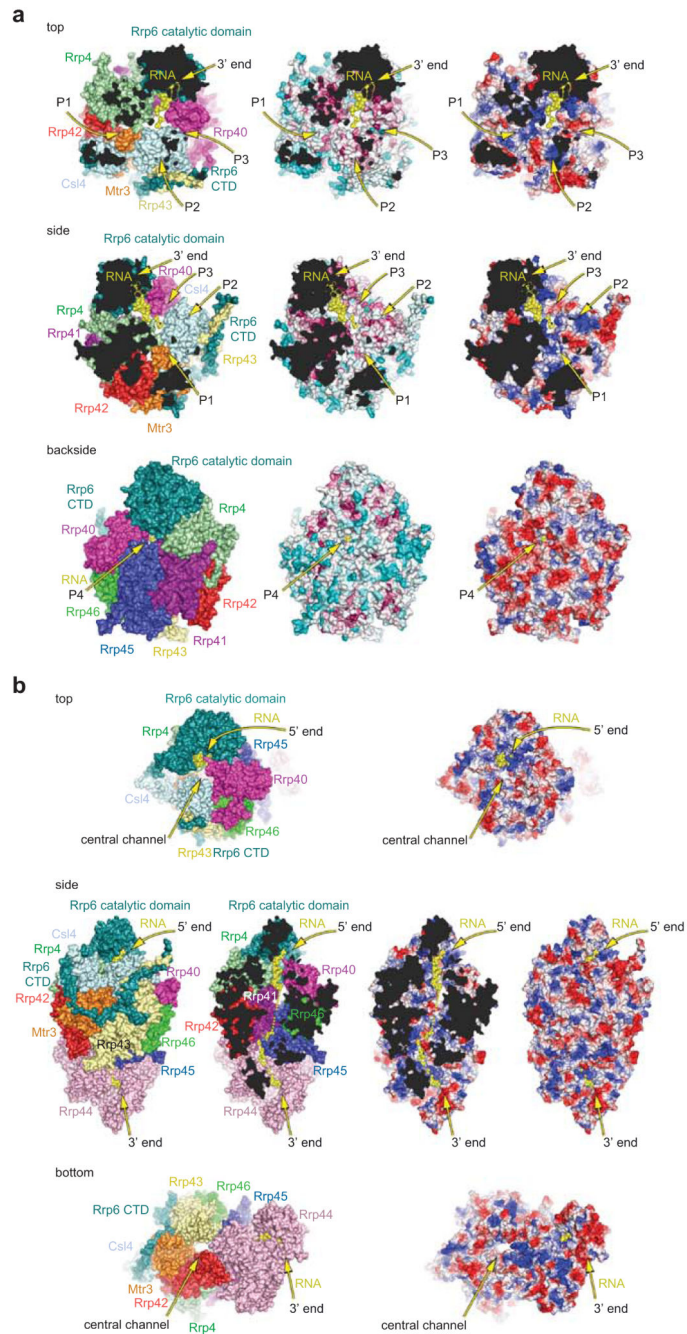 a
top
Rrp6 catalytic domain
Rrp4
RNA
3' end
P1
Rrp42
Rrp40
P3
Csl4
Mtr3
Rrp43
Rrp6
CTD
P2
RNA
3' end
P1
P3
P2
RNA
3' end
P1
P3
P2
side
Rrp6 catalytic domain
3' end
RNA
Rrp40
P3
Csl4
P2
Rrp4
Rrp41
Rrp6
CTD
Rrp43
P1
Rrp42
Mtr3
3' end
RNA
P3
P2
P1
3' end
RNA
P3
P2
P1
backside
Rrp6 catalytic domain
Rrp6
CTD
Rrp4
Rrp40
RNA
P4
Rrp46
Rrp42
Rrp45
Rrp43
Rrp41
P4
P4
b
top
Rrp6 catalytic domain
RNA
Rrp4
5' end
Rrp45
Csl4
Rrp40
Rrp46
central channel
Rrp43
Rrp6 CTD
RNA
5' end
central channel
side
Rrp6 catalytic domain
Csl4
RNA
5' end
Rrp4
Rrp6
CTD
Rrp40
Rrp42
Mtr3
Rrp43
Rrp46
Rrp45
Rrp44
3' end
Rrp6 catalytic domain
RNA
5' end
Rrp4
Rrp40
Rrp41
Rrp46
Rrp42
Rrp45
Rrp44
3' end
RNA
5' end
3' end
RNA
5' end
3' end
bottom
Rrp43
Rrp46
Rrp45
Rrp6 CTD
Rrp44
Csl4
Mtr3
Rrp42
RNA
3' end
central channel
Rrp4
RNA
3' end
central channel